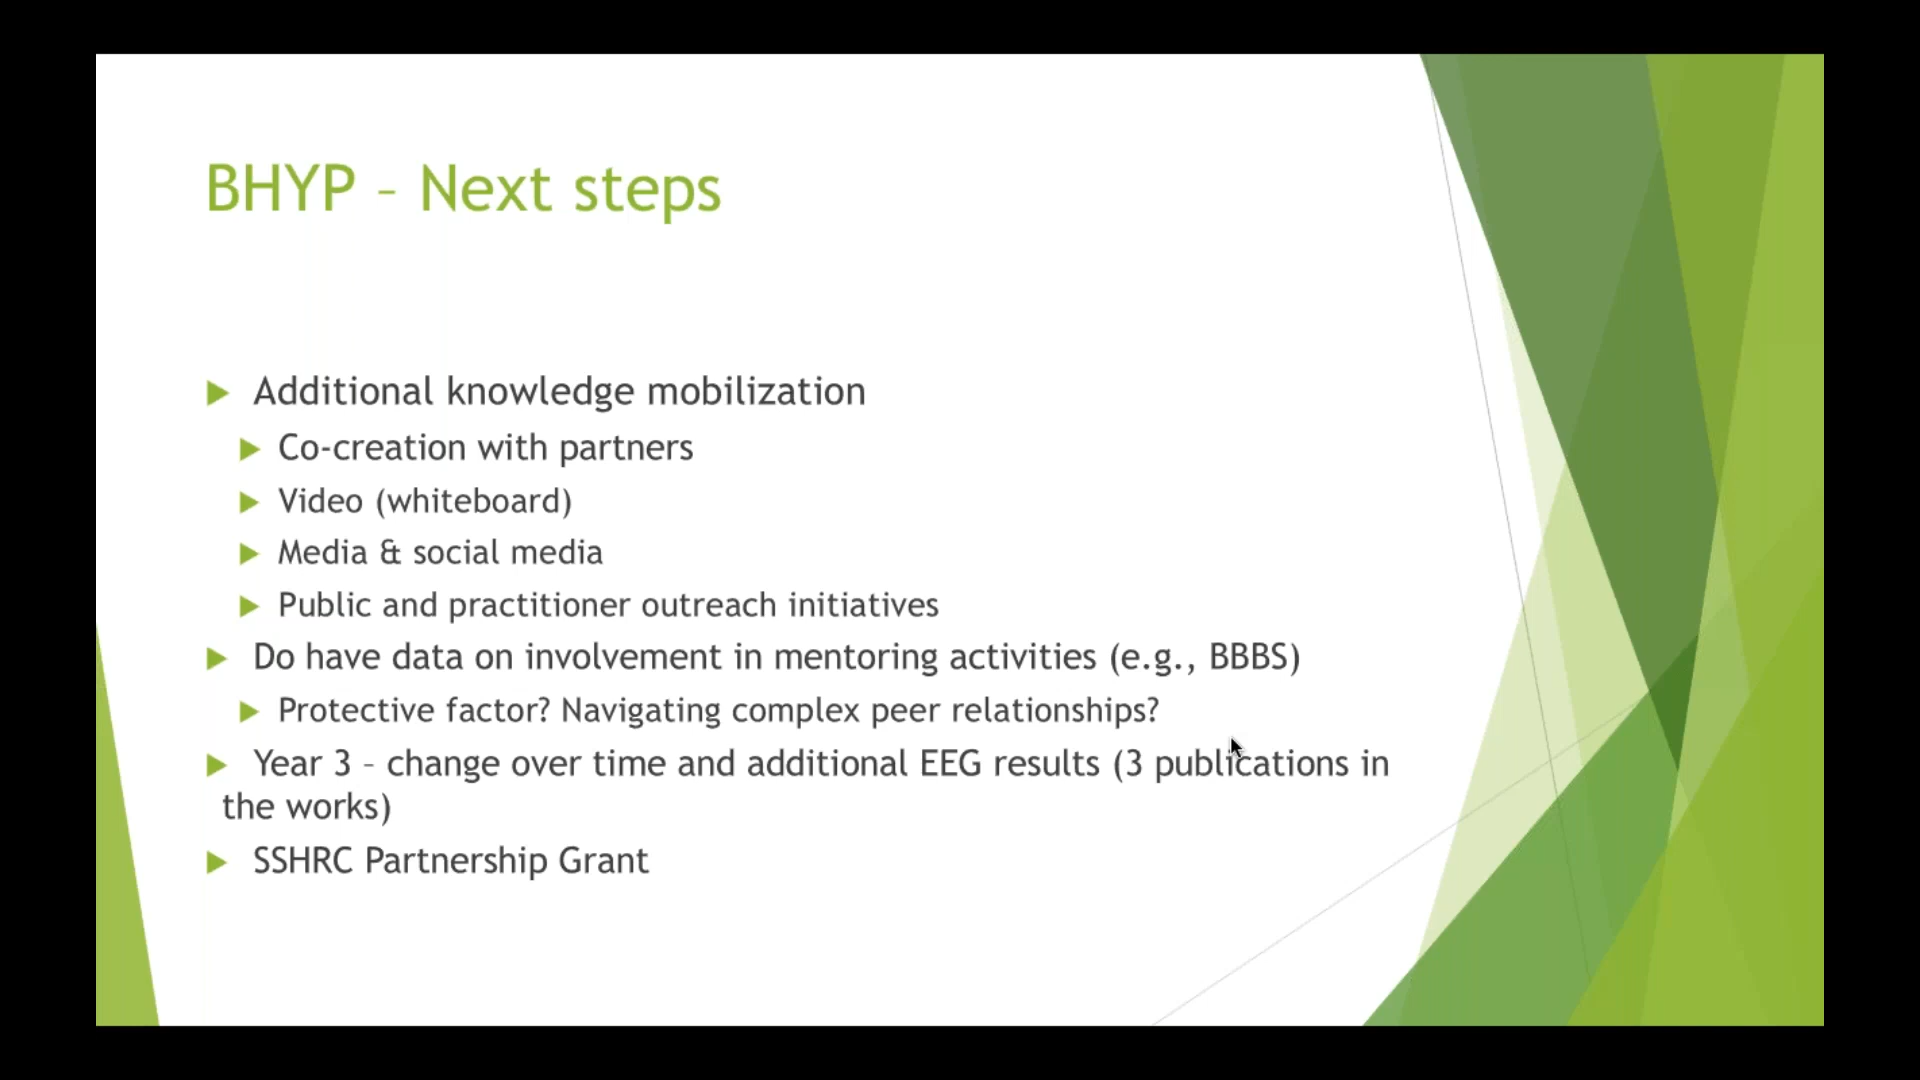 BHYP – Next steps
Additional knowledge mobilization
Co-creation with partners
Video (whiteboard)
Media & social media
Public and practitioner outreach initiatives
Do have data on involvement in mentoring activities (e.g., BBBS)
Protective factor? Navigating complex peer relationships?
Year 3 – change over time and additional EEG results (3 publications in
the works)
SSHRC Partnership Grant